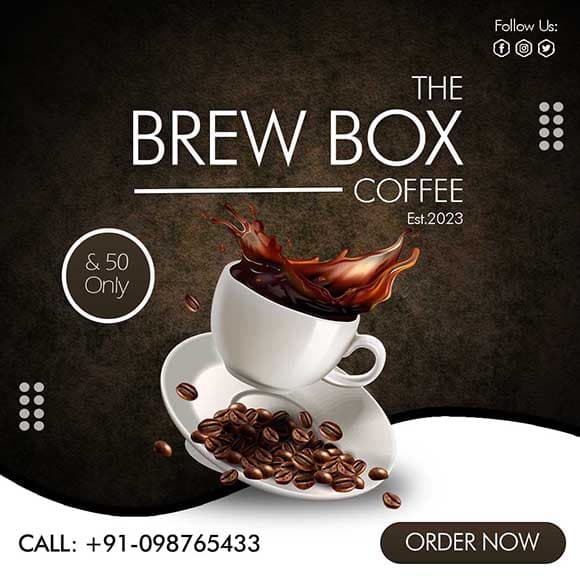 Follow Us:
THE
BREW BOX
COFFEE
Est.2023
& 50
Only
CALL: +91-098765433
ORDER NOW